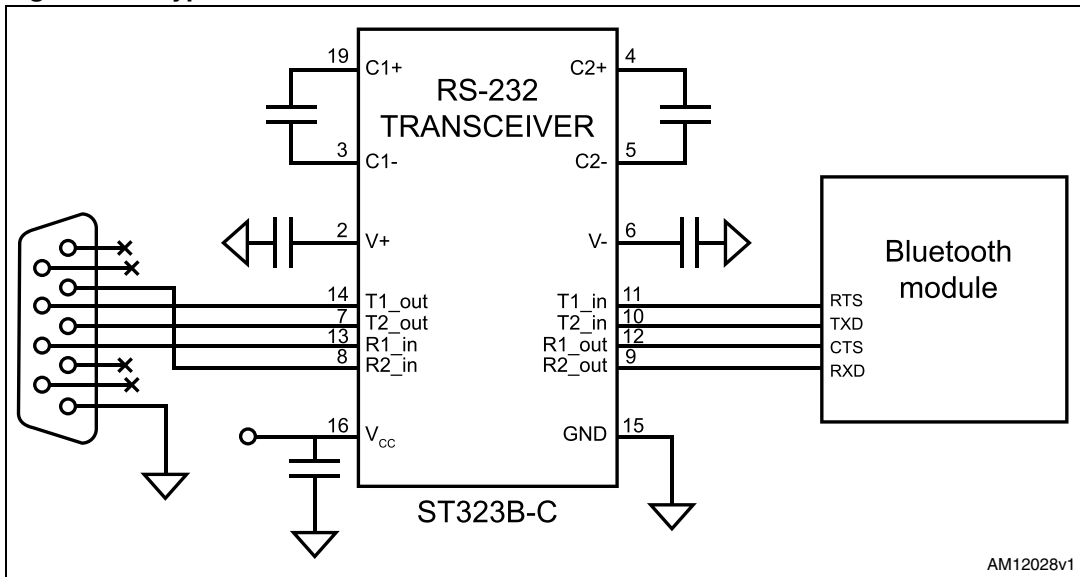 19
C1+
C2+
4
RS-232
TRANSCEIVER
3
C1-
C2-
5
2
V+
V-
6
Bluetooth
module
14
T1_out
T1_in
11
RTS
7
T2_out
T2_in
10
TXD
13
R1_in
R1_out
12
CTS
8
R2_in
R2_out
9
RXD
16
VCC
GND
15
ST323B-C
AM12028v1